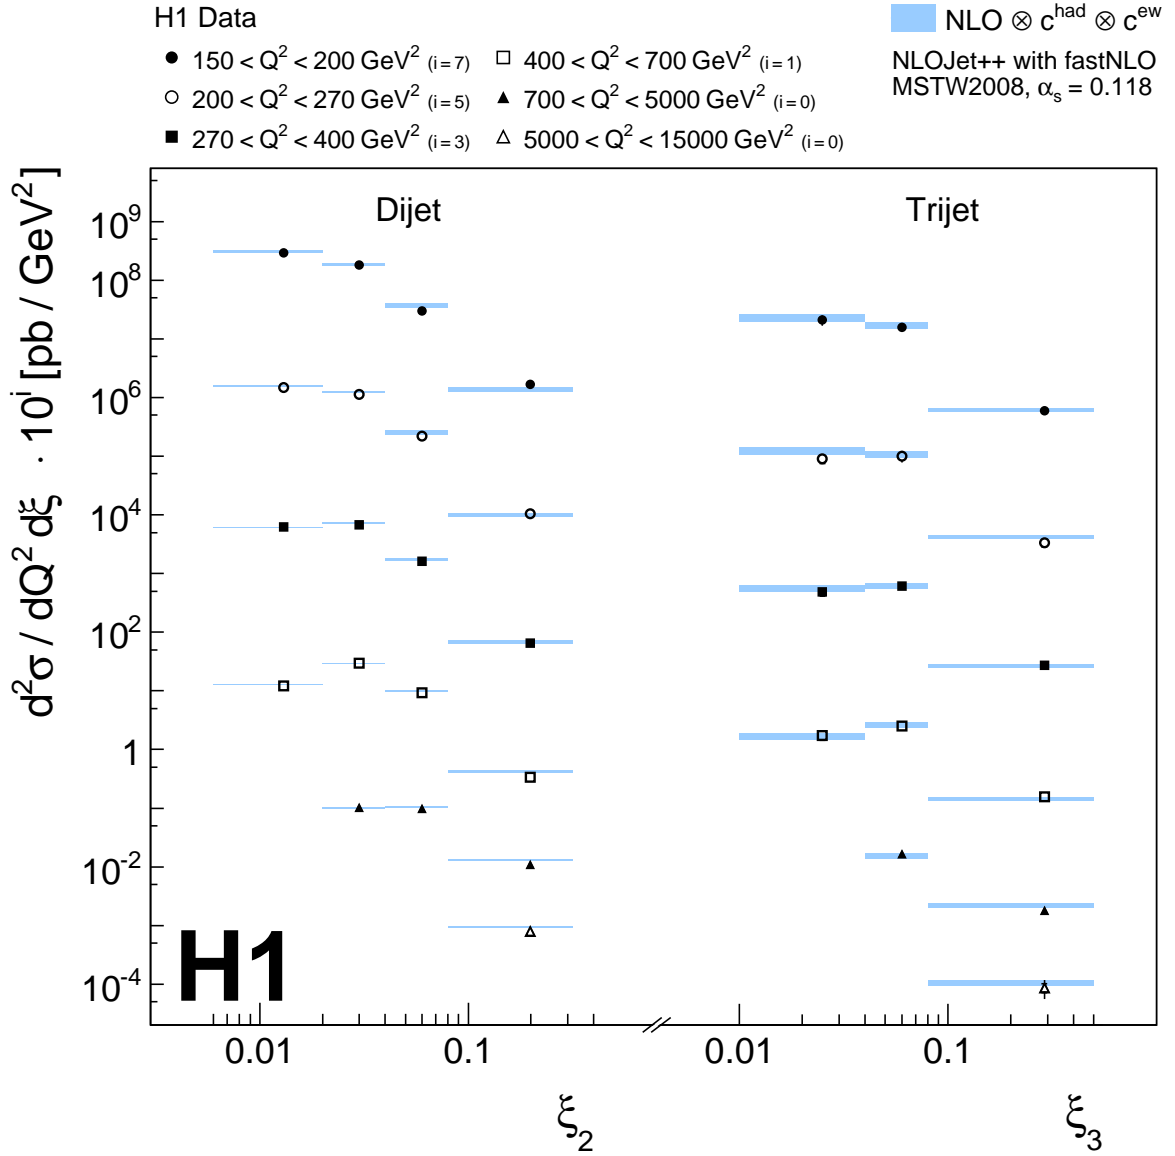 H1 Data
NLO ⊗ c^had ⊗ c^ew
150 < Q² < 200 GeV² (i = 7)
400 < Q² < 700 GeV² (i = 1)
NLOJet++ with fastNLO
200 < Q² < 270 GeV² (i = 5)
700 < Q² < 5000 GeV² (i = 0)
MSTW2008, α_s = 0.118
270 < Q² < 400 GeV² (i = 3)
5000 < Q² < 15000 GeV² (i = 0)
d²σ / dQ² dξ · 10^i [pb / GeV²]
Dijet
Trijet
10⁹
10⁸
10⁶
10⁴
10²
1
10⁻²
10⁻⁴
H1
0.01
0.1
0.01
0.1
ξ₂
ξ₃